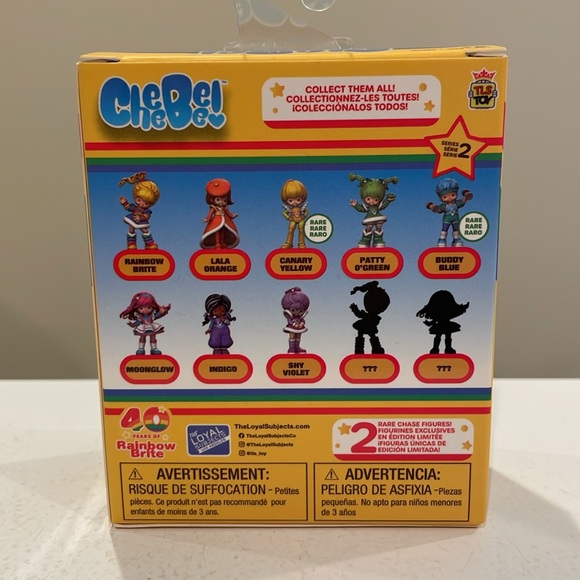 CheeBee!™
COLLECT THEM ALL!
COLLECTIONNEZ-LES TOUTES!
¡COLECCIÓNALOS TODOS!
TLS
TOY
SERIES
SÉRIE
SERIE
2
RARE
RARE
RARO
RARE
RARE
RARO
RAINBOW
BRITE
LALA
ORANGE
CANARY
YELLOW
PATTY
O'GREEN
BUDDY
BLUE
MOONGLOW
INDIGO
SHY
VIOLET
???
???
40
YEARS OF
Rainbow
Brite
THE
LOYAL
SUBJECTS
TheLoyalSubjects.com
TheLoyalSubjectsCo
@TheLoyalSubjects
@tls_toy
2
RARE CHASE FIGURES!
FIGURINES EXCLUSIVES
EN ÉDITION LIMITÉE
¡FIGURAS ÚNICAS DE
EDICIÓN LIMITADA!
AVERTISSEMENT:
RISQUE DE SUFFOCATION - Petites
pièces. Ce produit n'est pas recommandé pour
enfants de moins de 3 ans.
ADVERTENCIA:
PELIGRO DE ASFIXIA - Piezas
pequeñas. No apto para niños menores
de 3 años